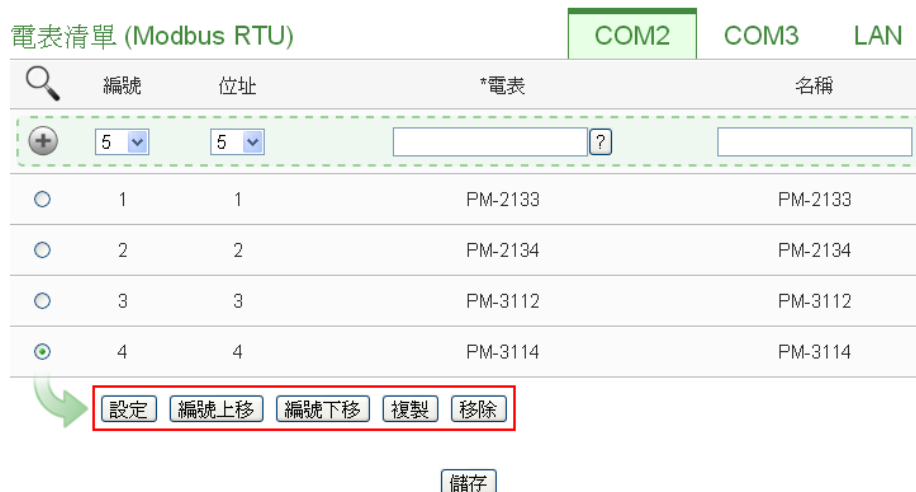 電表清單 (Modbus RTU) COM2 COM3 LAN
編號 位址 *電表 名稱
5 5 ?
1 1 PM-2133 PM-2133
2 2 PM-2134 PM-2134
3 3 PM-3112 PM-3112
4 4 PM-3114 PM-3114
設定 編號上移 編號下移 複製 移除
儲存